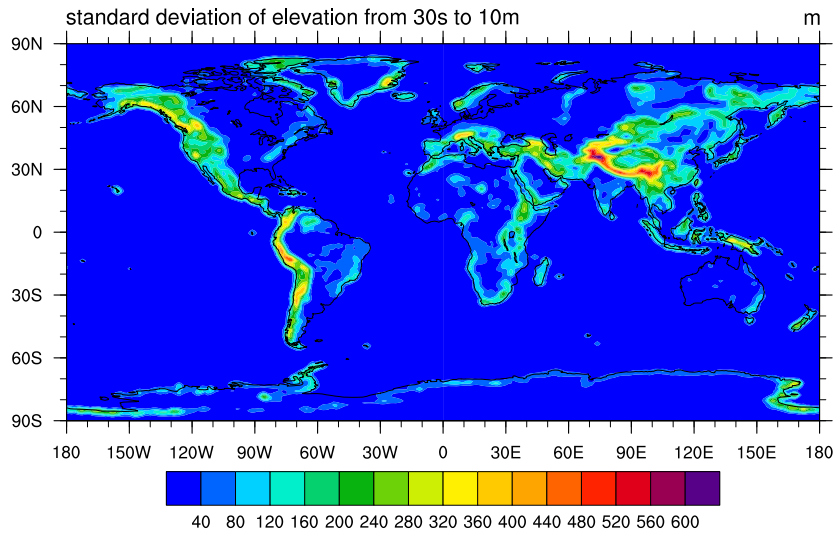 standard deviation of elevation from 30s to 10m m
90N
60N
30N
0
30S
60S
90S
180 150W 120W 90W 60W 30W 0 30E 60E 90E 120E 150E 180
40 80 120 160 200 240 280 320 360 400 440 480 520 560 600